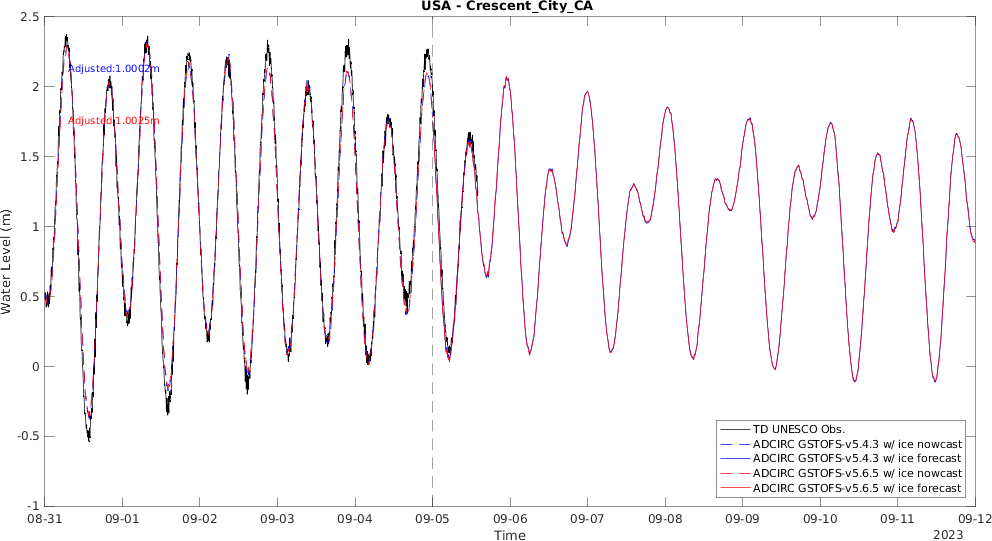 USA - Crescent_City_CA
2.5
2
1.5
1
0.5
0
-0.5
-1
Water Level (m)
Adjusted:1.0002m
Adjusted:1.0025m
TD UNESCO Obs.
ADCIRC GSTOFS-v5.4.3 w/ ice nowcast
ADCIRC GSTOFS-v5.4.3 w/ ice forecast
ADCIRC GSTOFS-v5.6.5 w/ ice nowcast
ADCIRC GSTOFS-v5.6.5 w/ ice forecast
08-31 09-01 09-02 09-03 09-04 09-05 09-06 09-07 09-08 09-09 09-10 09-11 09-12
Time
2023